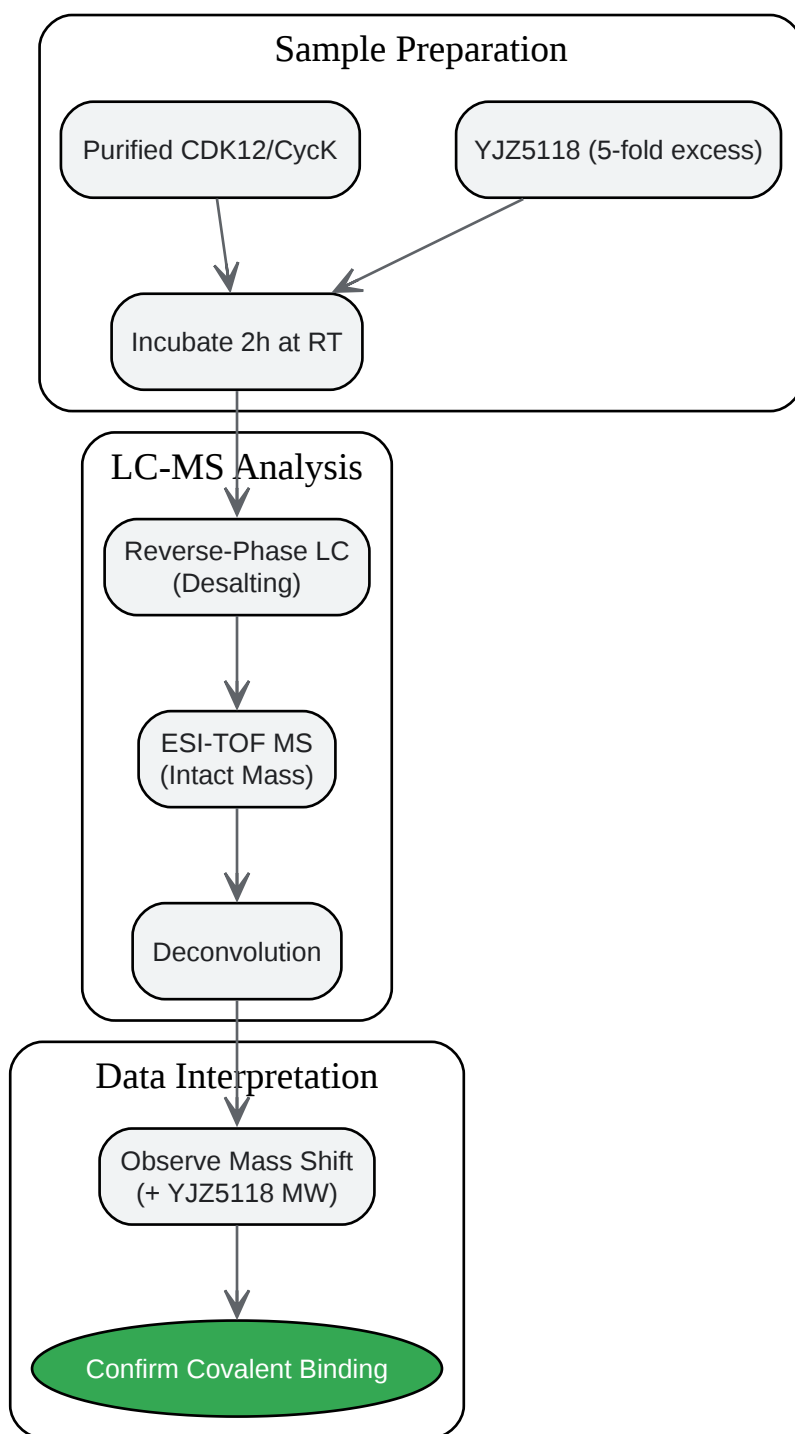 Sample Preparation
Purified CDK12/CycK
YJZ5118 (5-fold excess)
Incubate 2h at RT
LC-MS Analysis
Reverse-Phase LC
(Desalting)
ESI-TOF MS
(Intact Mass)
Deconvolution
Data Interpretation
Observe Mass Shift
(+ YJZ5118 MW)
Confirm Covalent Binding